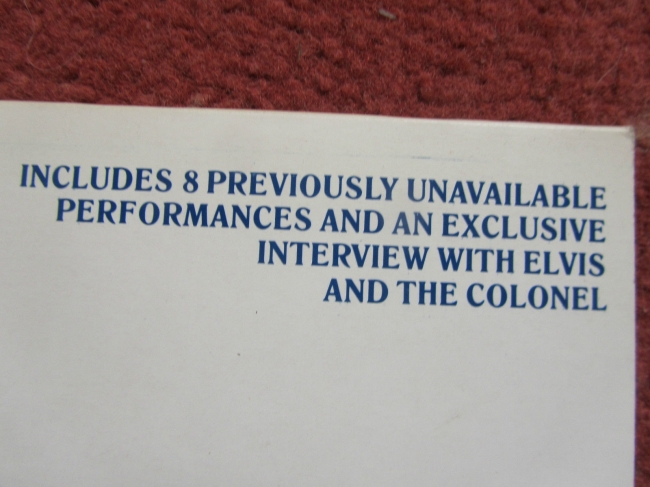 INCLUDES 8 PREVIOUSLY UNAVAILABLE
PERFORMANCES AND AN EXCLUSIVE
INTERVIEW WITH ELVIS
AND THE COLONEL